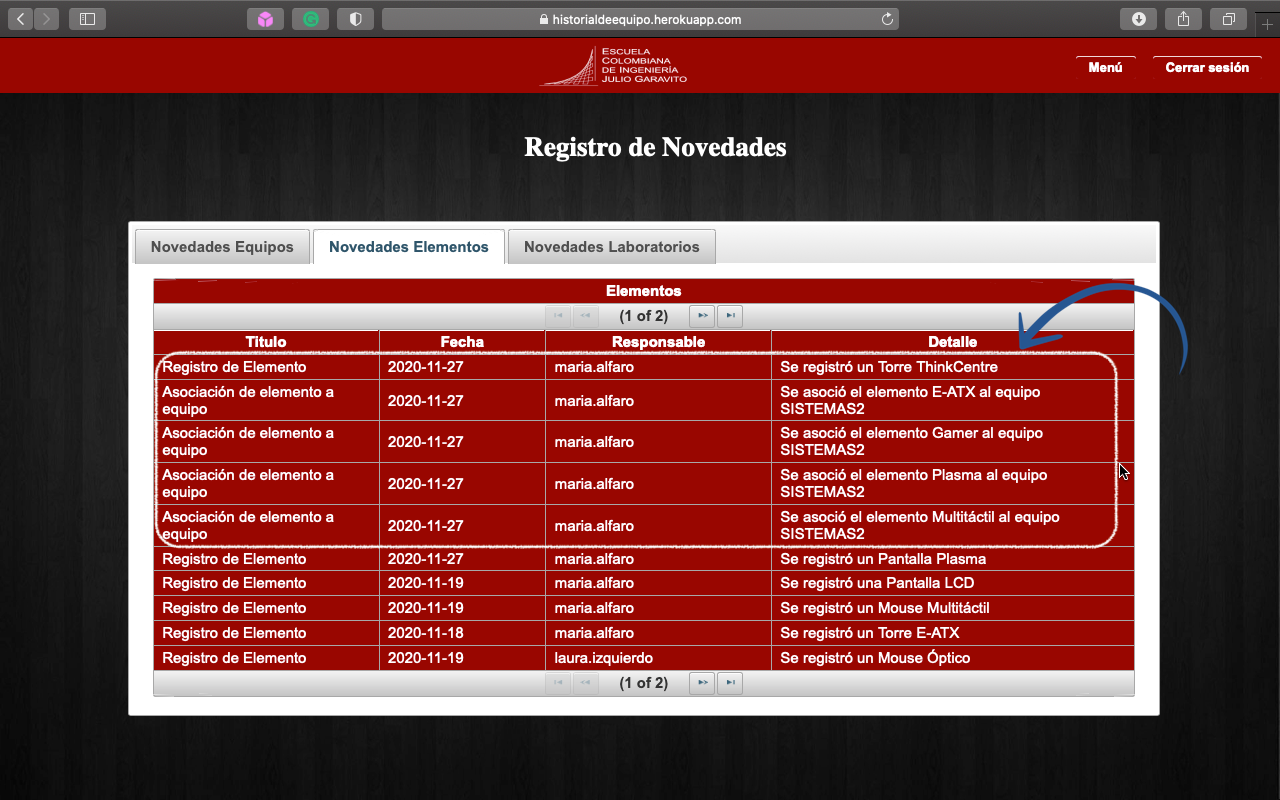 historialdeequipo.herokuapp.com
ESCUELA
COLOMBIANA
DE INGENIERÍA
JULIO GARAVITO
Menú
Cerrar sesión
Registro de Novedades
Novedades Equipos
Novedades Elementos
Novedades Laboratorios
Elementos
(1 of 2)
Titulo Fecha Responsable Detalle
Registro de Elemento 2020-11-27 maria.alfaro Se registró un Torre ThinkCentre
Asociación de elemento a
equipo
2020-11-27
maria.alfaro
Se asoció el elemento E-ATX al equipo
SISTEMAS2
Asociación de elemento a
equipo
2020-11-27
maria.alfaro
Se asoció el elemento Gamer al equipo
SISTEMAS2
Asociación de elemento a
equipo
2020-11-27
maria.alfaro
Se asoció el elemento Plasma al equipo
SISTEMAS2
Asociación de elemento a
equipo
2020-11-27
maria.alfaro
Se asoció el elemento Multitáctil al equipo
SISTEMAS2
Registro de Elemento 2020-11-27 maria.alfaro Se registró un Pantalla Plasma
Registro de Elemento 2020-11-19 maria.alfaro Se registró una Pantalla LCD
Registro de Elemento 2020-11-19 maria.alfaro Se registró un Mouse Multitáctil
Registro de Elemento 2020-11-18 maria.alfaro Se registró un Torre E-ATX
Registro de Elemento 2020-11-19 laura.izquierdo Se registró un Mouse Óptico
(1 of 2)